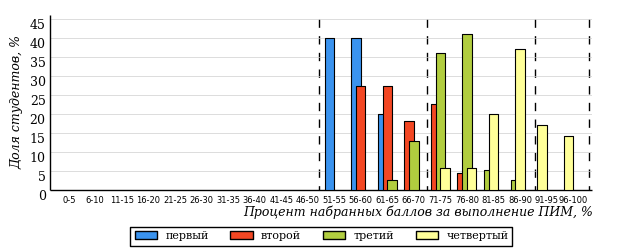 45
40
35
30
25
20
15
10
5
0
Доля студентов, %
0-5 6-10 11-15 16-20 21-25 26-30 31-35 36-40 41-45 46-50 51-55 56-60 61-65 66-70 71-75 76-80 81-85 86-90 91-95 96-100
Процент набранных баллов за выполнение ПИМ, %
первый второй третий четвертый